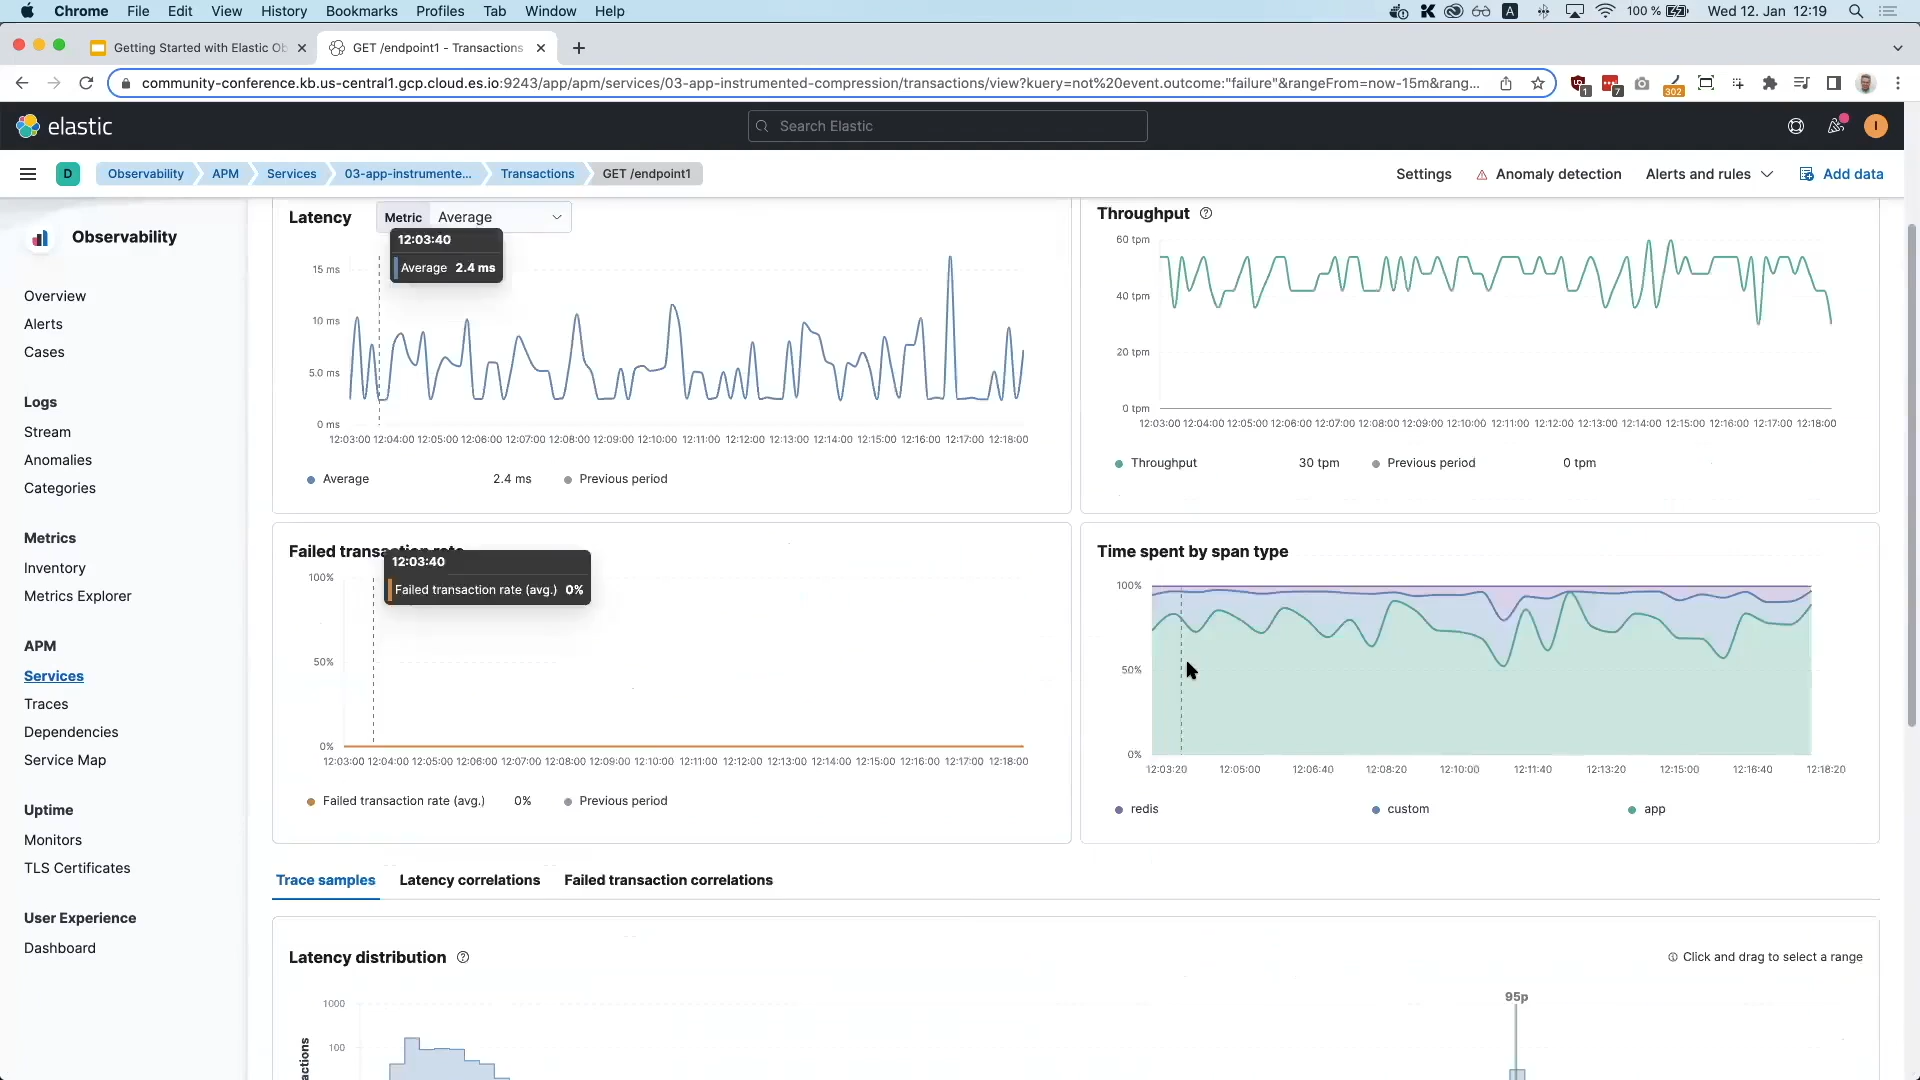 Chrome File Edit View History Bookmarks Profiles Tab Window Help
A 100 % Wed 12. Jan 12:19
Getting Started with Elastic Ob
GET /endpoint1 - Transactions
community-conference.kb.us-central1.gcp.cloud.es.io:9243/app/apm/services/03-app-instrumented-compression/transactions/view?kuery=not%20event.outcome:"failure"&rangeFrom=now-15m&rang...
1 7 302
elastic
Search Elastic
I
D
Observability APM Services 03-app-instrumente... Transactions GET /endpoint1
Settings Anomaly detection Alerts and rules Add data
Observability
Overview
Alerts
Cases
Logs
Stream
Anomalies
Categories
Metrics
Inventory
Metrics Explorer
APM
Services
Traces
Dependencies
Service Map
Uptime
Monitors
TLS Certificates
User Experience
Dashboard
Latency Metric Average
12:03:40
Average 2.4 ms
15 ms
10 ms
5.0 ms
0 ms
12:03:00 12:04:00 12:05:00 12:06:00 12:07:00 12:08:00 12:09:00 12:10:00 12:11:00 12:12:00 12:13:00 12:14:00 12:15:00 12:16:00 12:17:00 12:18:00
Average 2.4 ms Previous period
Throughput
60 tpm
40 tpm
20 tpm
0 tpm
12:03:00 12:04:00 12:05:00 12:06:00 12:07:00 12:08:00 12:09:00 12:10:00 12:11:00 12:12:00 12:13:00 12:14:00 12:15:00 12:16:00 12:17:00 12:18:00
Throughput 30 tpm Previous period 0 tpm
Failed transaction rate
12:03:40
Failed transaction rate (avg.) 0%
100%
50%
0%
12:03:00 12:04:00 12:05:00 12:06:00 12:07:00 12:08:00 12:09:00 12:10:00 12:11:00 12:12:00 12:13:00 12:14:00 12:15:00 12:16:00 12:17:00 12:18:00
Failed transaction rate (avg.) 0% Previous period
Time spent by span type
100%
50%
0%
12:03:20 12:05:00 12:06:40 12:08:20 12:10:00 12:11:40 12:13:20 12:15:00 12:16:40 12:18:20
redis custom app
Trace samples Latency correlations Failed transaction correlations
Latency distribution
Click and drag to select a range
95p
1000
100